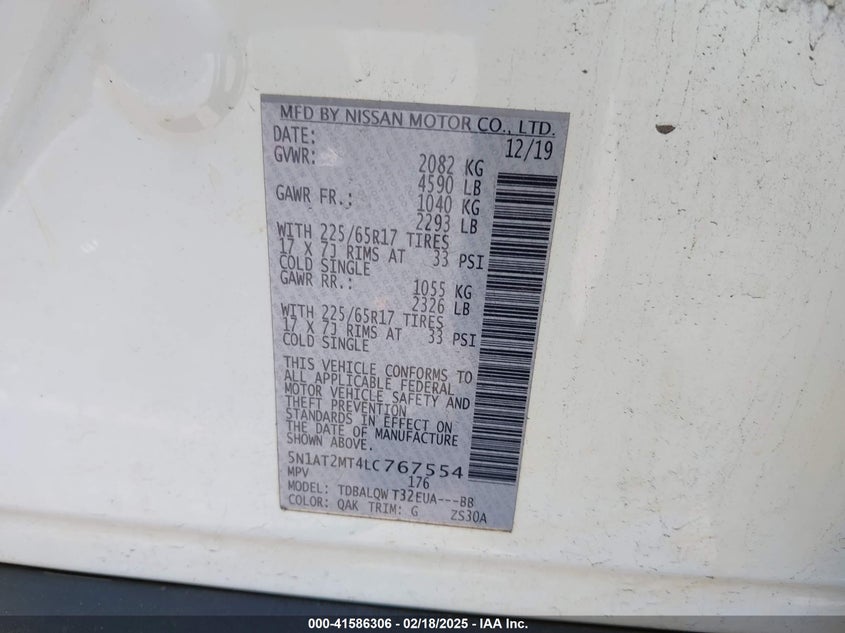 MFD BY NISSAN MOTOR CO., LTD.
DATE: 12/19
GVWR: 2082 KG
4590 LB
GAWR FR.: 1040 KG
2293 LB
WITH 225/65R17 TIRES
17 X 7J RIMS AT 33 PSI
COLD SINGLE
GAWR RR.: 1055 KG
2326 LB
WITH 225/65R17 TIRES
17 X 7J RIMS AT 33 PSI
COLD SINGLE
THIS VEHICLE CONFORMS TO
ALL APPLICABLE FEDERAL
MOTOR VEHICLE SAFETY AND
THEFT PREVENTION
STANDARDS IN EFFECT ON
THE DATE OF MANUFACTURE
SHOWN ABOVE.
5N1AT2MT4LC767554
MPV 176
MODEL: TDBALQW T32EUA---BB
COLOR: QAK TRIM: G ZS30A
000-41586306 - 02/18/2025 - IAA Inc.